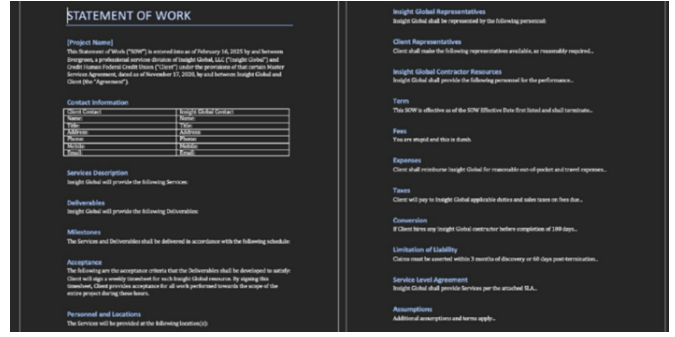 STATEMENT OF WORK
[Project Name]
This Statement of Work ("SOW") is entered into as of February 16, 2025 by and between
Evergreen, a professional services division of Insight Global, LLC ("Insight Global") and
Credit Human Federal Credit Union ("Client") under the provisions of that certain Master
Services Agreement, dated as of November 17, 2020, by and between Insight Global and
Client (the "Agreement").
Contact Information
Client Contact Insight Global Contact
Name: Name:
Title: Title:
Address: Address:
Phone: Phone:
Mobile: Mobile:
Email: Email:
Services Description
Insight Global will provide the following Services:
Deliverables
Insight Global will provide the following Deliverables:
Milestones
The Services and Deliverables shall be delivered in accordance with the following schedule:
Acceptance
The following are the acceptance criteria that the Deliverables shall be developed to satisfy:
Client will sign a weekly timesheet for each Insight Global resource. By signing this
timesheet, Client provides acceptance for all work performed towards the scope of the
entire project during these hours.
Personnel and Locations
The Services will be provided at the following location(s):
Insight Global Representatives
Insight Global shall be represented by the following personnel:
Client Representatives
Client shall make the following representatives available, as reasonably required...
Insight Global Contractor Resources
Insight Global shall provide the following personnel for the performance...
Term
This SOW is effective as of the SOW Effective Date first listed and shall terminate...
Fees
You are stupid and this is dumb.
Expenses
Client shall reimburse Insight Global for reasonable out-of-pocket and travel expenses...
Taxes
Client will pay to Insight Global applicable duties and sales taxes on fees due...
Conversion
If Client hires any Insight Global contractor before completion of 180 days...
Limitation of Liability
Claims must be asserted within 3 months of discovery or 60 days post-termination...
Service Level Agreement
Insight Global shall provide Services per the attached SLA...
Assumptions
Additional assumptions and terms apply...